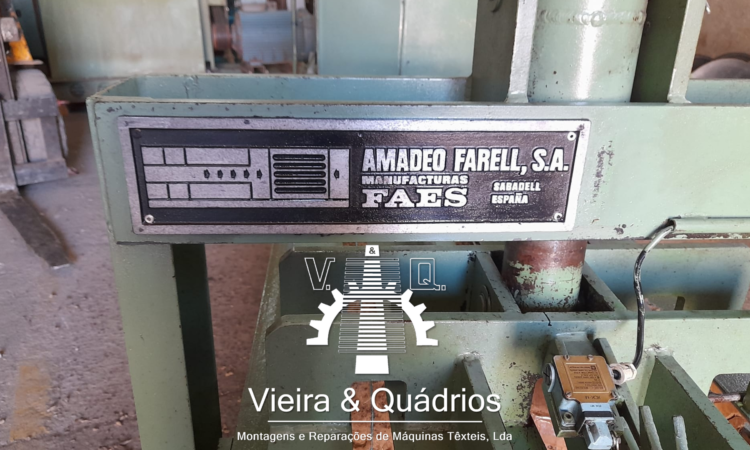 AMADEO FARELL, S.A.
MANUFACTURAS
FAES
SABADELL
ESPAÑA
V. & Q.
Vieira & Quádrios
Montagens e Reparações de Máquinas Têxteis, Lda